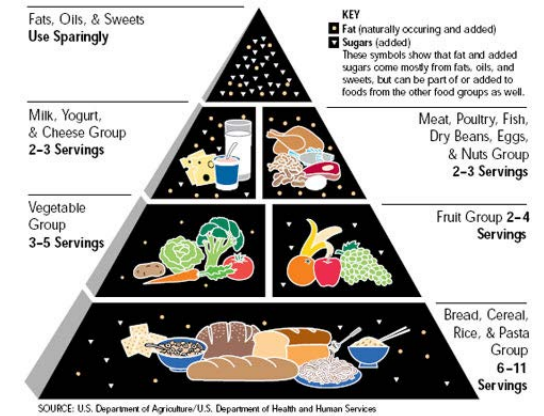 Fats, Oils, & Sweets
Use Sparingly
KEY
Fat (naturally occuring and added)
Sugars (added)
These symbols show that fat and added
sugars come mostly from fats, oils, and
sweets, but can be part of or added to
foods from the other food groups as well.
Milk, Yogurt,
& Cheese Group
2–3 Servings
Meat, Poultry, Fish,
Dry Beans, Eggs,
& Nuts Group
2–3 Servings
Vegetable
Group
3–5 Servings
Fruit Group 2–4
Servings
Bread, Cereal,
Rice, & Pasta
Group
6–11
Servings
SOURCE: U.S. Department of Agriculture/U.S. Department of Health and Human Services